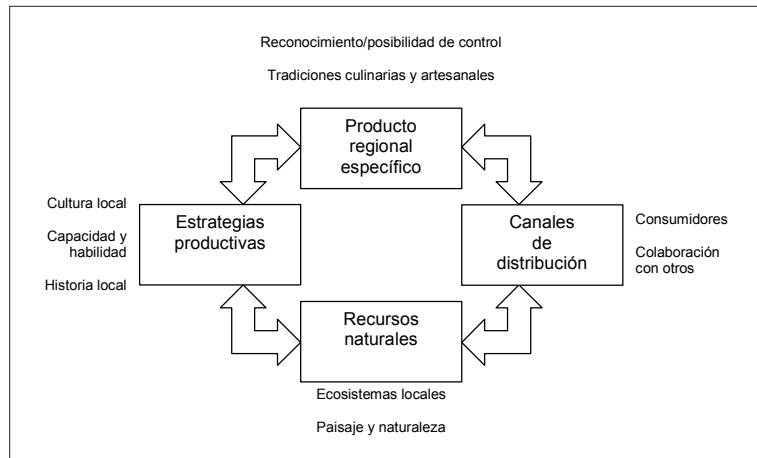 Reconocimiento/posibilidad de control
Tradiciones culinarias y artesanales
Producto
regional
específico
Cultura local
Capacidad y
habilidad
Historia local
Estrategias
productivas
Canales
de
distribución
Consumidores
Colaboración
con otros
Recursos
naturales
Ecosistemas locales
Paisaje y naturaleza